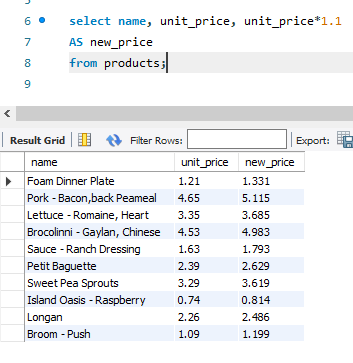 6 select name, unit_price, unit_price*1.1
7 AS new_price
8 from products;
9
Result Grid Filter Rows: Export:
name unit_price new_price
Foam Dinner Plate 1.21 1.331
Pork - Bacon,back Peameal 4.65 5.115
Lettuce - Romaine, Heart 3.35 3.685
Brocolinni - Gaylan, Chinese 4.53 4.983
Sauce - Ranch Dressing 1.63 1.793
Petit Baguette 2.39 2.629
Sweet Pea Sprouts 3.29 3.619
Island Oasis - Raspberry 0.74 0.814
Longan 2.26 2.486
Broom - Push 1.09 1.199